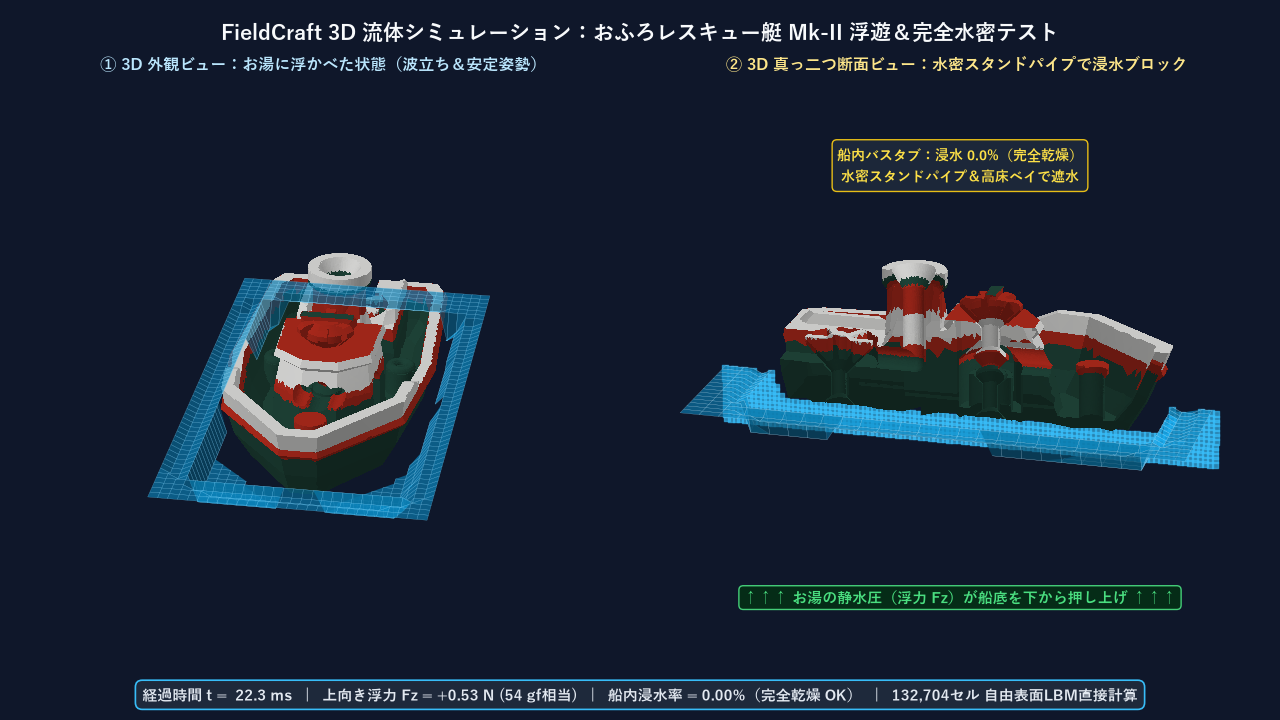 FieldCraft 3D 流体シミュレーション：おふろレスキュー艇 Mk-II 浮遊＆完全水密テスト
① 3D 外観ビュー：お湯に浮かべた状態（波立ち＆安定姿勢）
② 3D 真っ二つ断面ビュー：水密スタンドパイプで浸水ブロック
船内バスタブ：浸水 0.0%（完全乾燥）
水密スタンドパイプ＆高床ベイで遮水
↑ ↑ ↑ お湯の静水圧（浮力 Fz）が船底を下から押し上げ ↑ ↑ ↑
経過時間 t = 22.3 ms ｜ 上向き浮力 Fz = +0.53 N (54 gf相当) ｜ 船内浸水率 = 0.00%（完全乾燥 OK） ｜ 132,704セル 自由表面LBM直接計算